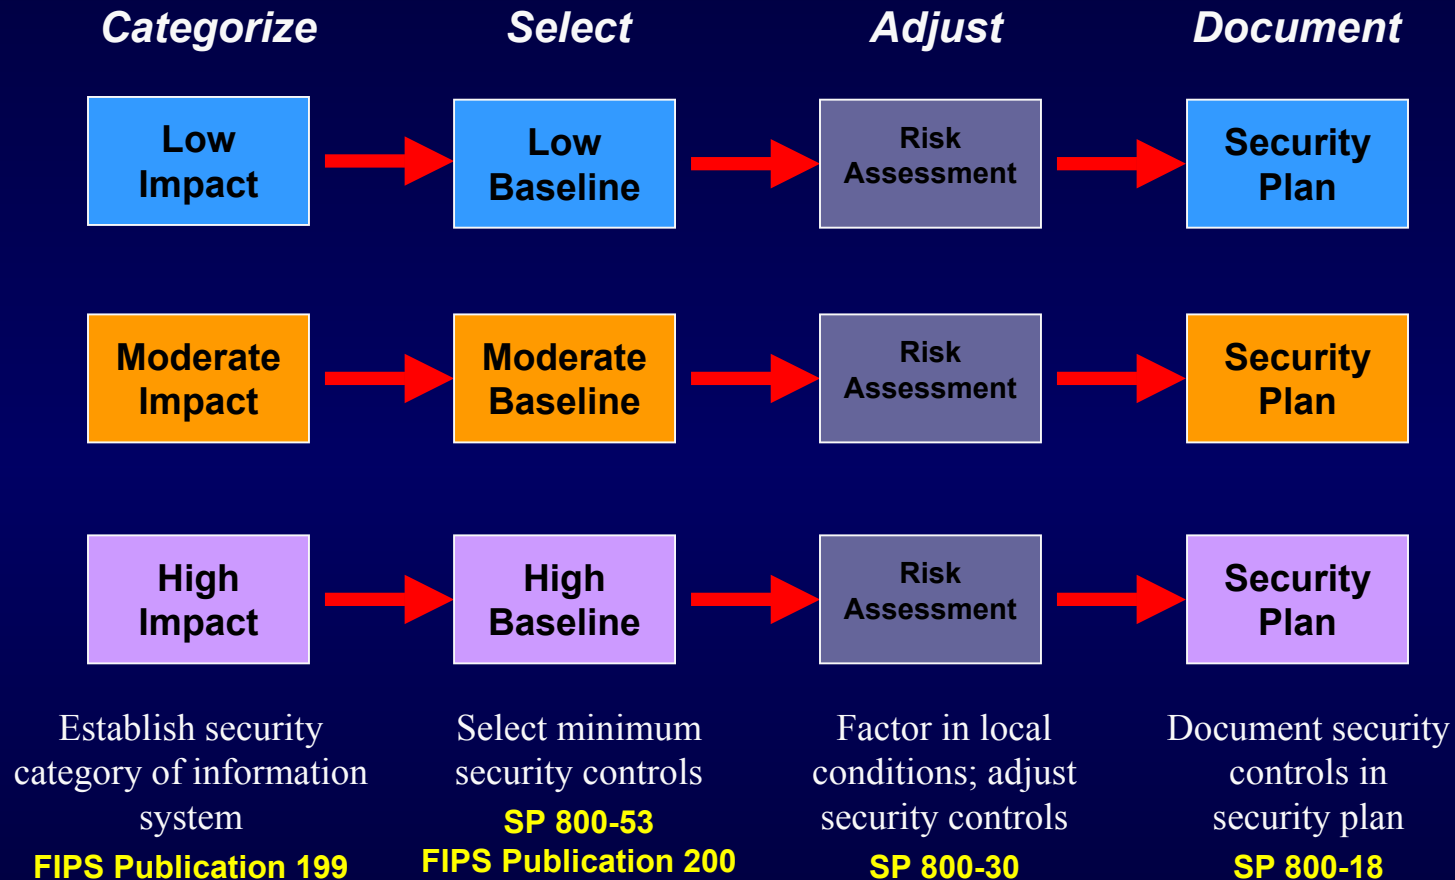 Categorize
Select
Adjust
Document
Low
Impact
Low
Baseline
Risk
Assessment
Security
Plan
Moderate
Impact
Moderate
Baseline
Risk
Assessment
Security
Plan
High
Impact
High
Baseline
Risk
Assessment
Security
Plan
Establish security
category of information
system
FIPS Publication 199
Select minimum
security controls
SP 800-53
FIPS Publication 200
Factor in local
conditions; adjust
security controls
SP 800-30
Document security
controls in
security plan
SP 800-18